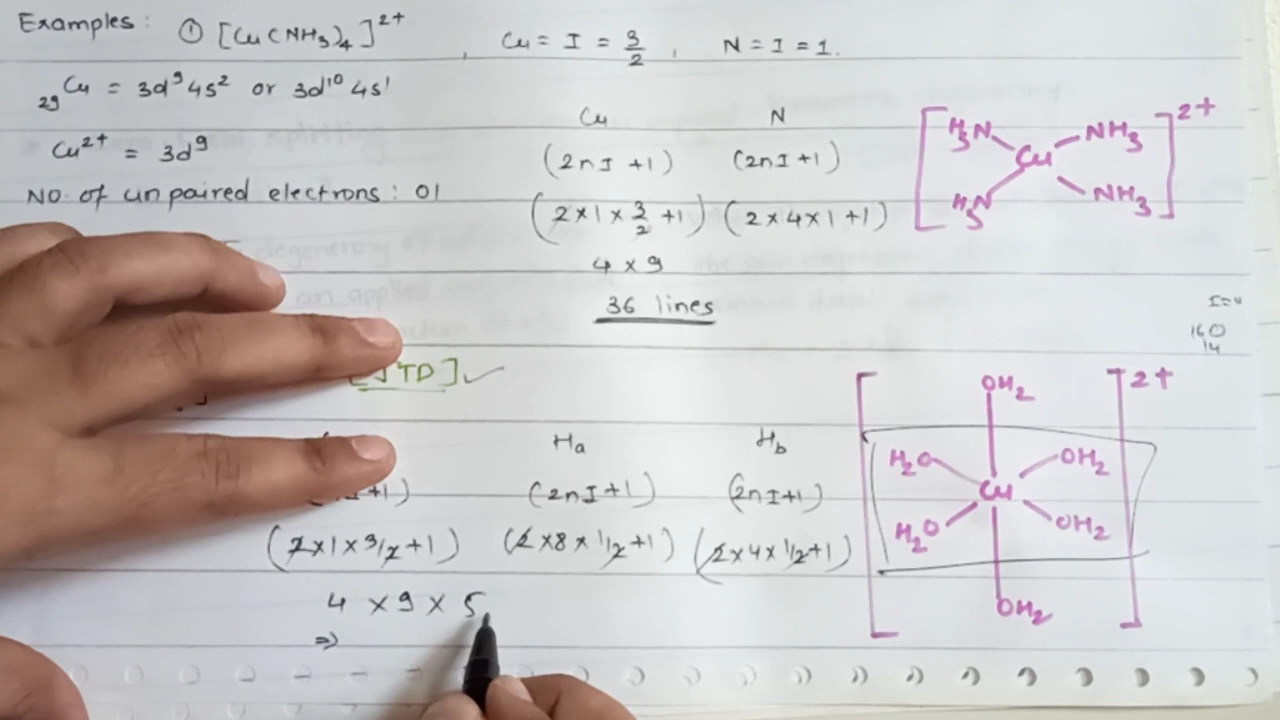 Examples: ① [Cu(NH3)4]²⁺, Cu = I = 3/2, N = I = 1.
₂₉Cu = 3d⁹4s² or 3d¹⁰ 4s¹
Cu²⁺ = 3d⁹
NO. of unpaired electrons: 01
Cu N
(2nI+1) (2nI+1)
(2×1×3/2+1) (2×4×1+1)
4×9
36 lines
[H3N NH3
Cu
H3N NH3]²⁺
160
14
[JTD] ✓
Ha Hb
+1) (2nI+1) (2nI+1)
(2×1×3/2+1) (2×8×1/2+1) (2×4×1/2+1)
4×9×5
⇒
[OH2
H2O OH2
Cu
H2O OH2
OH2]2+